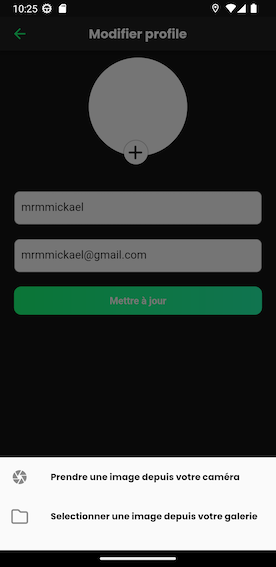 10:25
Modifier profile
mrmmickael
mrmmickael@gmail.com
Mettre à jour
Prendre une image depuis votre caméra
Selectionner une image depuis votre galerie